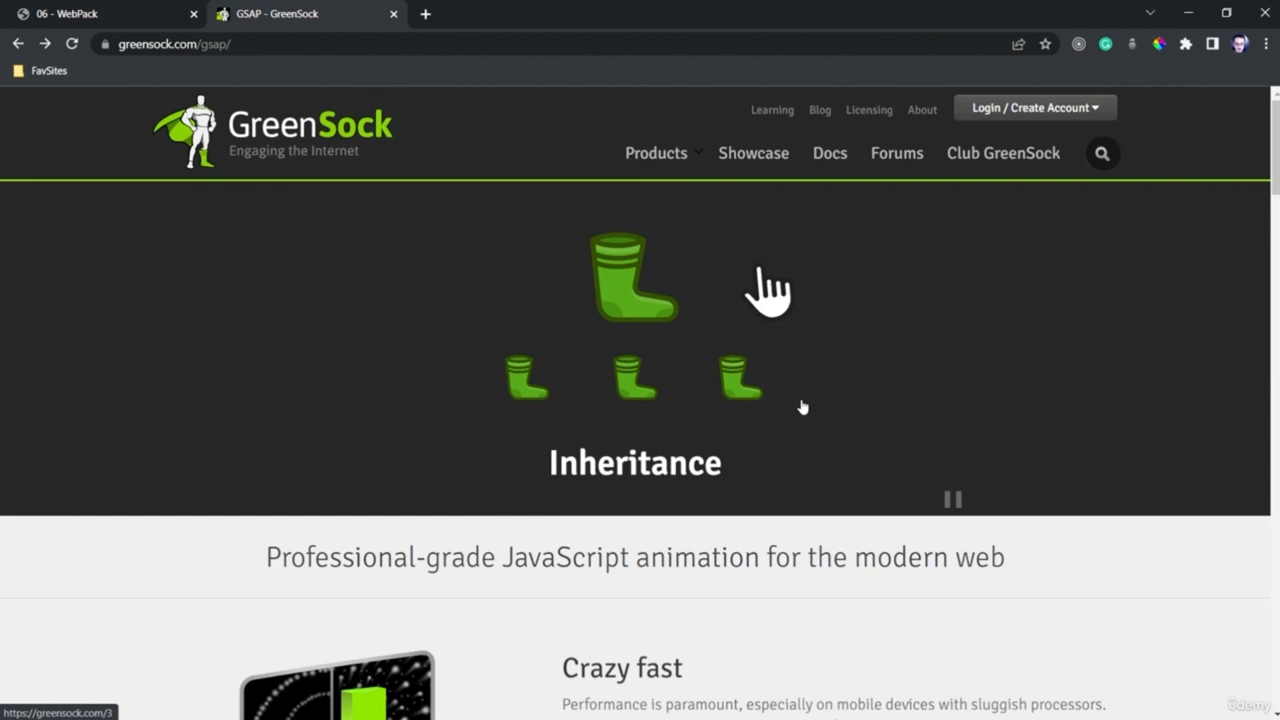 06 - WebPack
GSAP - GreenSock
greensock.com/gsap/
FavSites
GreenSock
Engaging the Internet
Learning Blog Licensing About Login / Create Account
Products Showcase Docs Forums Club GreenSock
Inheritance
Professional-grade JavaScript animation for the modern web
Crazy fast
Performance is paramount, especially on mobile devices with sluggish processors.
https://greensock.com/3
ûdemy